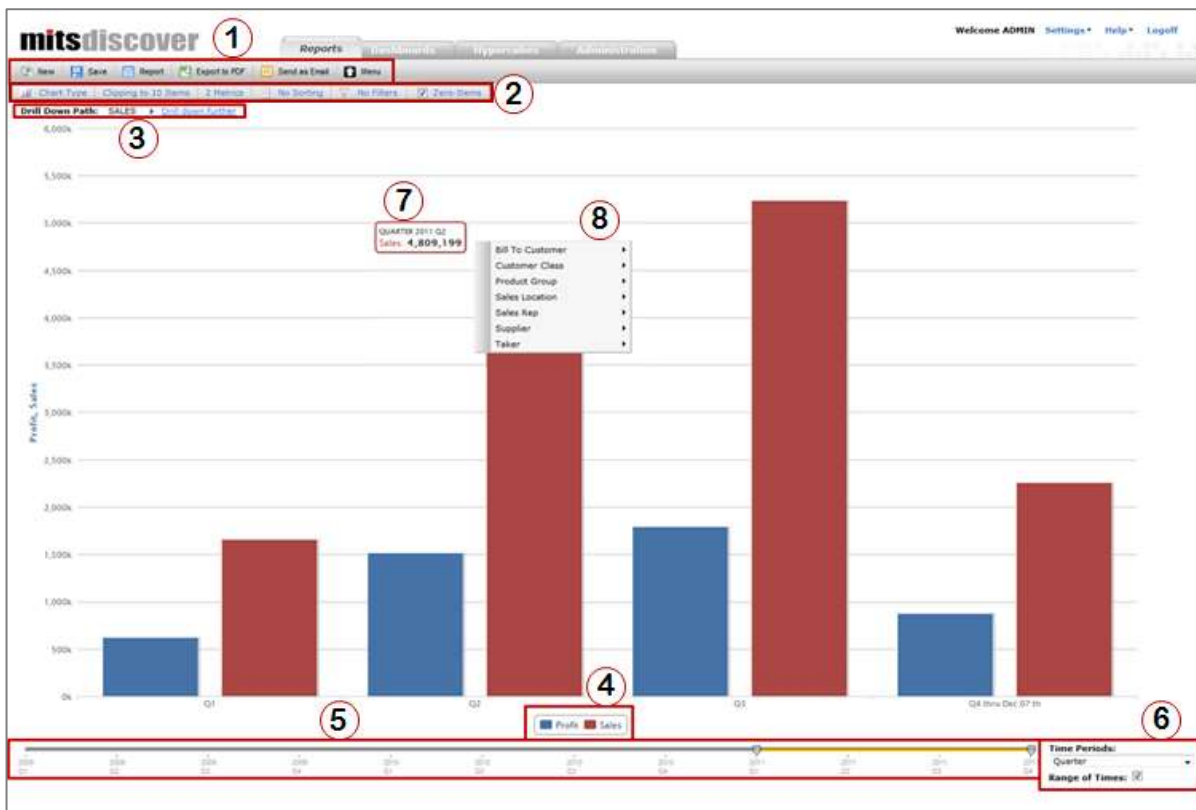 mitsdiscover
1
Reports
Dashboards
Hypercubes
Administration
Welcome ADMIN Settings Help Logoff
New Save Report Export to PDF Send as Email Menu
Chart Type Clipping to 10 Items 2 Metrics No Sorting No Filters Zero Items
2
Drill Down Path: SALES Drill down further
3
6,000k
5,500k
5,000k
4,500k
4,000k
3,500k
3,000k
2,500k
2,000k
1,500k
1,000k
500k
0k
Profit, Sales
7
QUARTER 2011 Q2
Sales: 4,809,199
8
Bill To Customer
Customer Class
Product Group
Sales Location
Sales Rep
Supplier
Taker
Q1 Q2 Q3 Q4 thru Dec,07 th
4
Profit Sales
5
6
Time Periods:
Quarter
Range of Times: